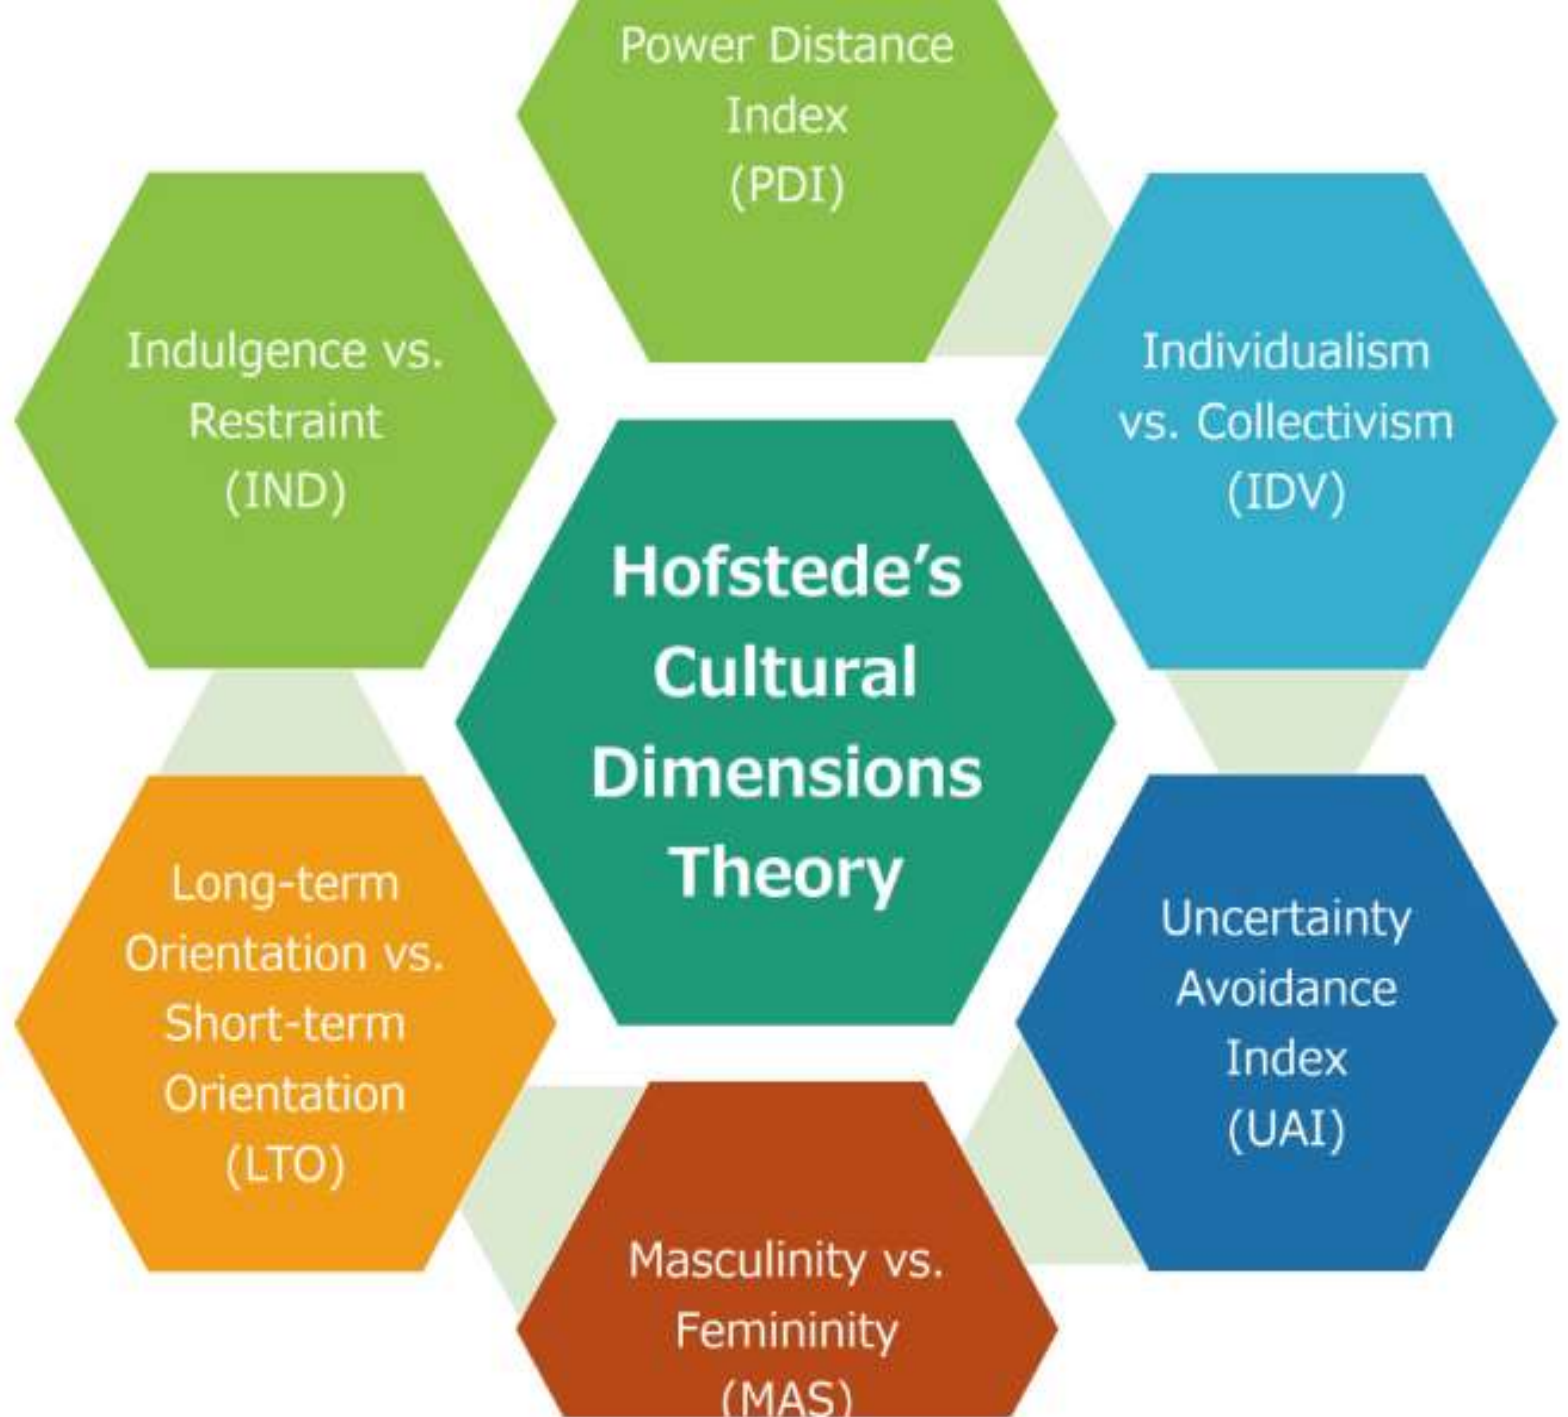 Power Distance
Index
(PDI)
Individualism
vs. Collectivism
(IDV)
Uncertainty
Avoidance
Index
(UAI)
Masculinity vs.
Femininity
(MAS)
Long-term
Orientation vs.
Short-term
Orientation
(LTO)
Indulgence vs.
Restraint
(IND)
Hofstede’s
Cultural
Dimensions
Theory